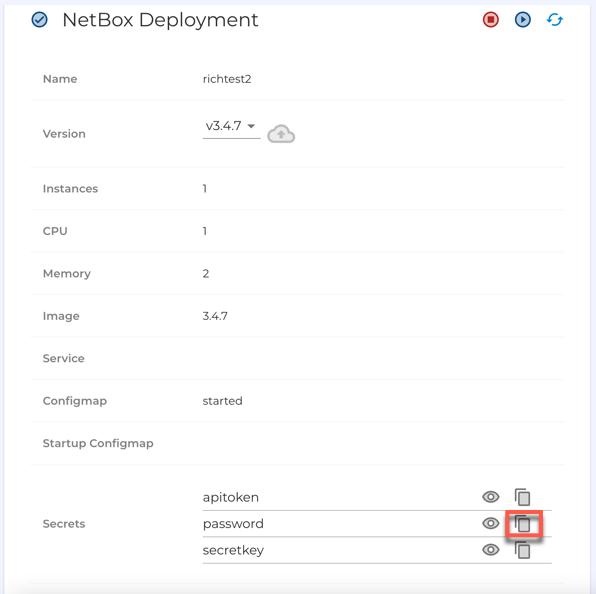 NetBox Deployment
Name richtest2
Version v3.4.7
Instances 1
CPU 1
Memory 2
Image 3.4.7
Service
Configmap started
Startup Configmap
apitoken
Secrets password
secretkey